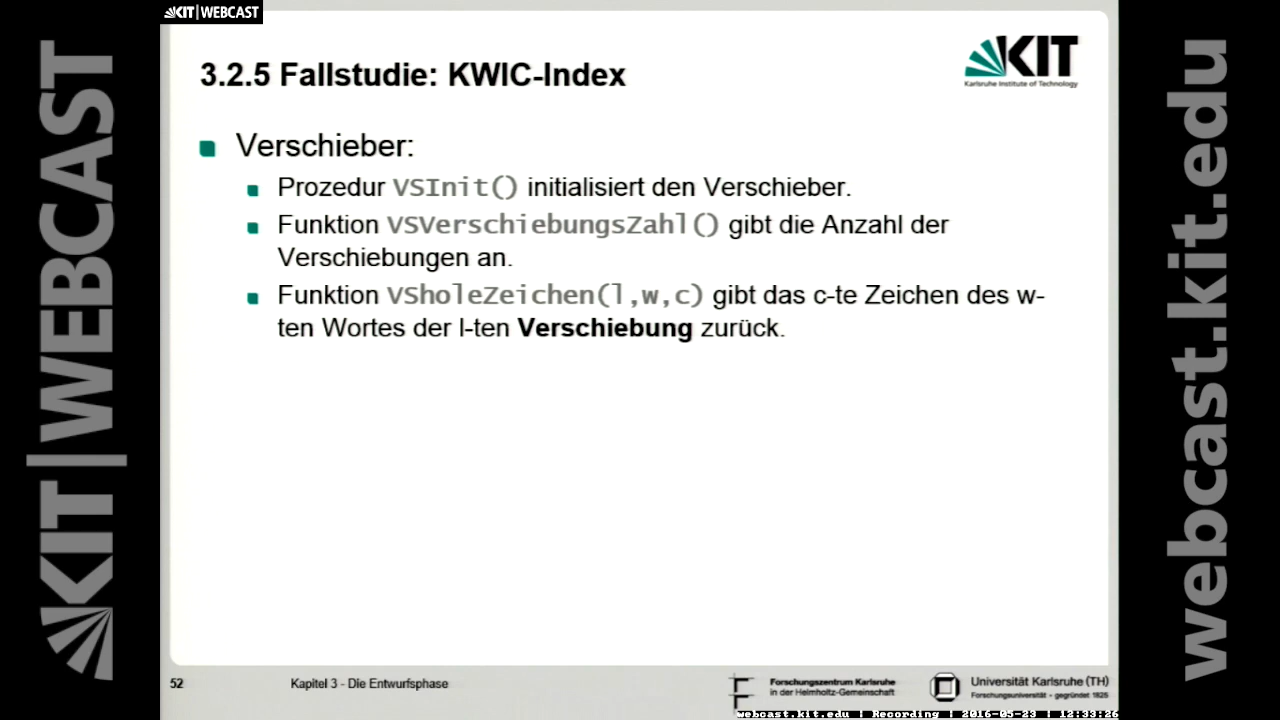 KIT|WEBCAST
3.2.5 Fallstudie: KWIC-Index
KIT
Karlsruhe Institute of Technology
Verschieber:
Prozedur VSInit() initialisiert den Verschieber.
Funktion VSVerschiebungsZahl() gibt die Anzahl der
Verschiebungen an.
Funktion VSholeZeichen(l,w,c) gibt das c-te Zeichen des w-
ten Wortes der l-ten Verschiebung zurück.
52
Kapitel 3 - Die Entwurfsphase
Forschungszentrum Karlsruhe
in der Helmholtz-Gemeinschaft
Universität Karlsruhe (TH)
Forschungsuniversität • gegründet 1825
webcast.kit.edu | Recording | 2016-05-23 | 12:33:26
KIT|WEBCAST
webcast.kit.edu